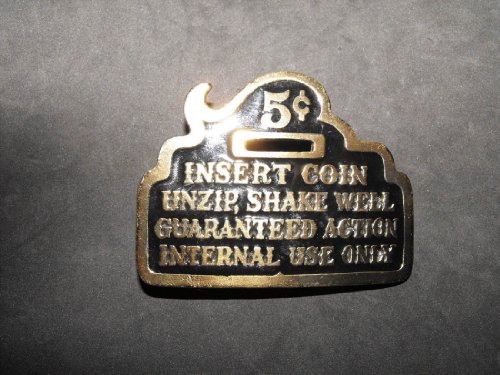 5¢
INSERT COIN
UNZIP, SHAKE WELL
GUARANTEED ACTION
INTERNAL USE ONLY